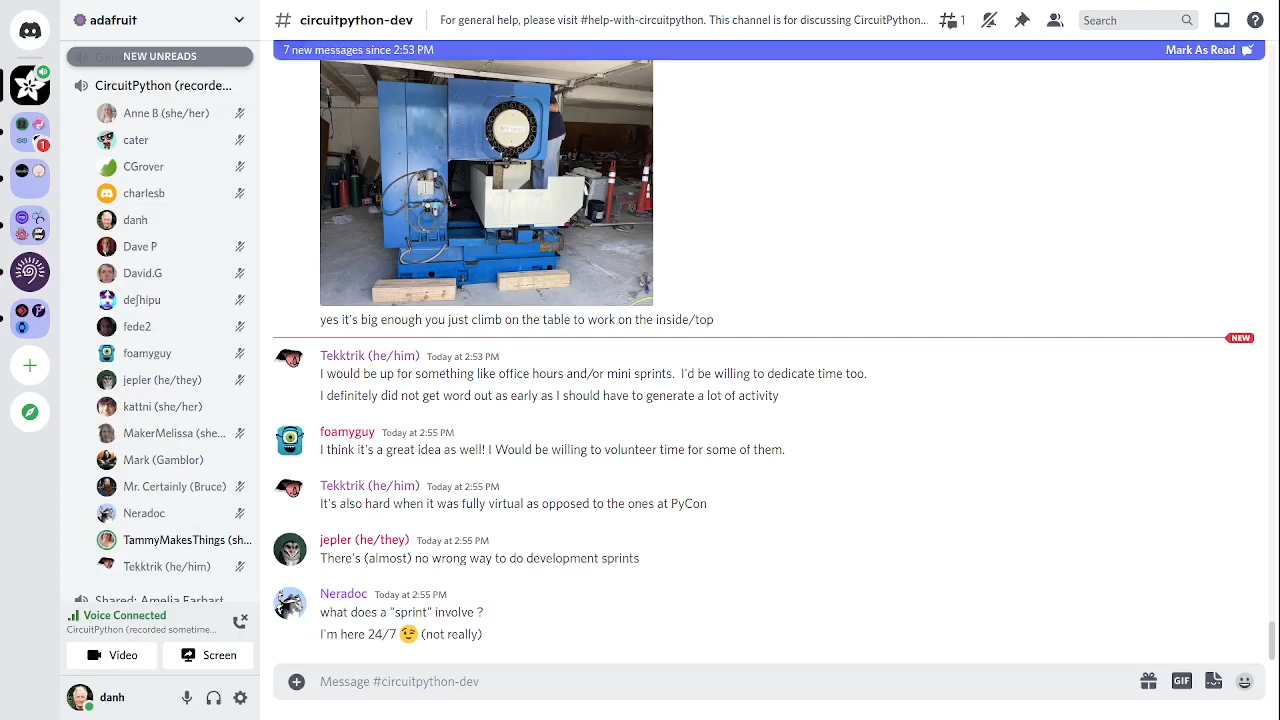 adafruit
circuitpython-dev
For general help, please visit #help-with-circuitpython. This channel is for discussing CircuitPython...
1
Search
NEW UNREADS
7 new messages since 2:53 PM
Mark As Read
CircuitPython (recorde...
Anne B (she/her)
cater
CGrover
charlesb
danh
Dave P
David.G
de∫hipu
fede2
foamyguy
jepler (he/they)
kattni (she/her)
MakerMelissa (she...
Mark (Gamblor)
Mr. Certainly (Bruce)
Neradoc
TammyMakesThings (sh...
Tekktrik (he/him)
Shared: Amelia Earhart
Voice Connected
CircuitPython (recorded sometime...
Video
Screen
danh
1
yes it's big enough you just climb on the table to work on the inside/top
NEW
Tekktrik (he/him) Today at 2:53 PM
I would be up for something like office hours and/or mini sprints. I'd be willing to dedicate time too.
I definitely did not get word out as early as I should have to generate a lot of activity
foamyguy Today at 2:55 PM
I think it's a great idea as well! I Would be willing to volunteer time for some of them.
Tekktrik (he/him) Today at 2:55 PM
It's also hard when it was fully virtual as opposed to the ones at PyCon
jepler (he/they) Today at 2:55 PM
There's (almost) no wrong way to do development sprints
Neradoc Today at 2:55 PM
what does a "sprint" involve ?
I'm here 24/7 😉 (not really)
Message #circuitpython-dev
GIF